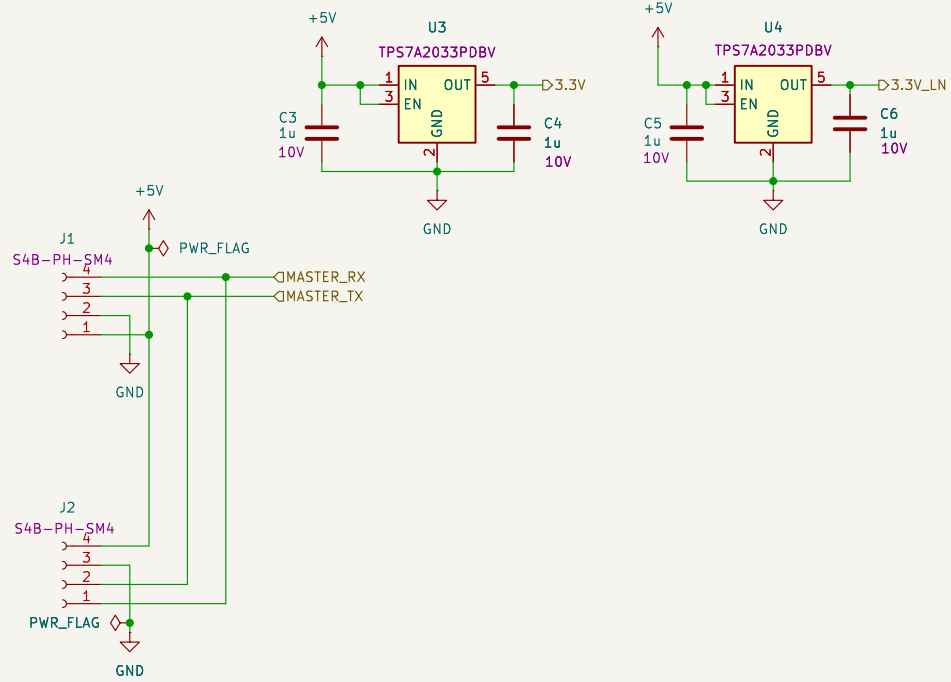 +5V
U3
TPS7A2033PDBV
1 IN OUT 5 3.3V
3 EN
GND
2
C3
1u
10V
C4
1u
10V
GND
+5V
U4
TPS7A2033PDBV
1 IN OUT 5 3.3V_LN
3 EN
GND
2
C5
1u
10V
C6
1u
10V
GND
+5V
PWR_FLAG
J1
S4B-PH-SM4
4 MASTER_RX
3 MASTER_TX
2
1
GND
J2
S4B-PH-SM4
4
3
2
1
PWR_FLAG
GND